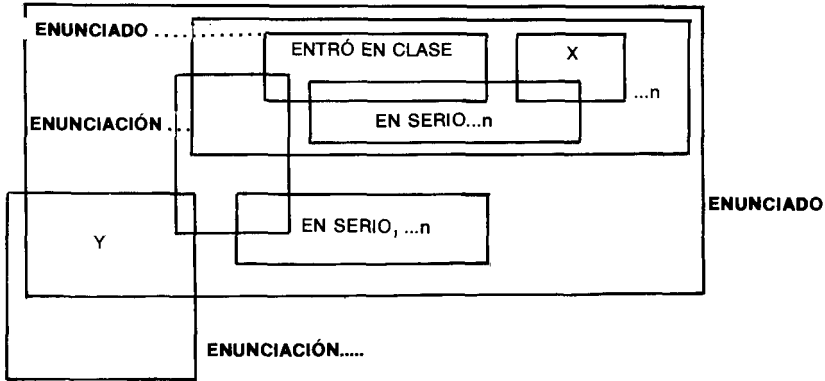 ENUNCIADO . . . . . . . . . . .
ENTRÓ EN CLASE
X
...n
EN SERIO...n
ENUNCIACIÓN . . .
ENUNCIADO
EN SERIO, ...n
Y
ENUNCIACIÓN.....